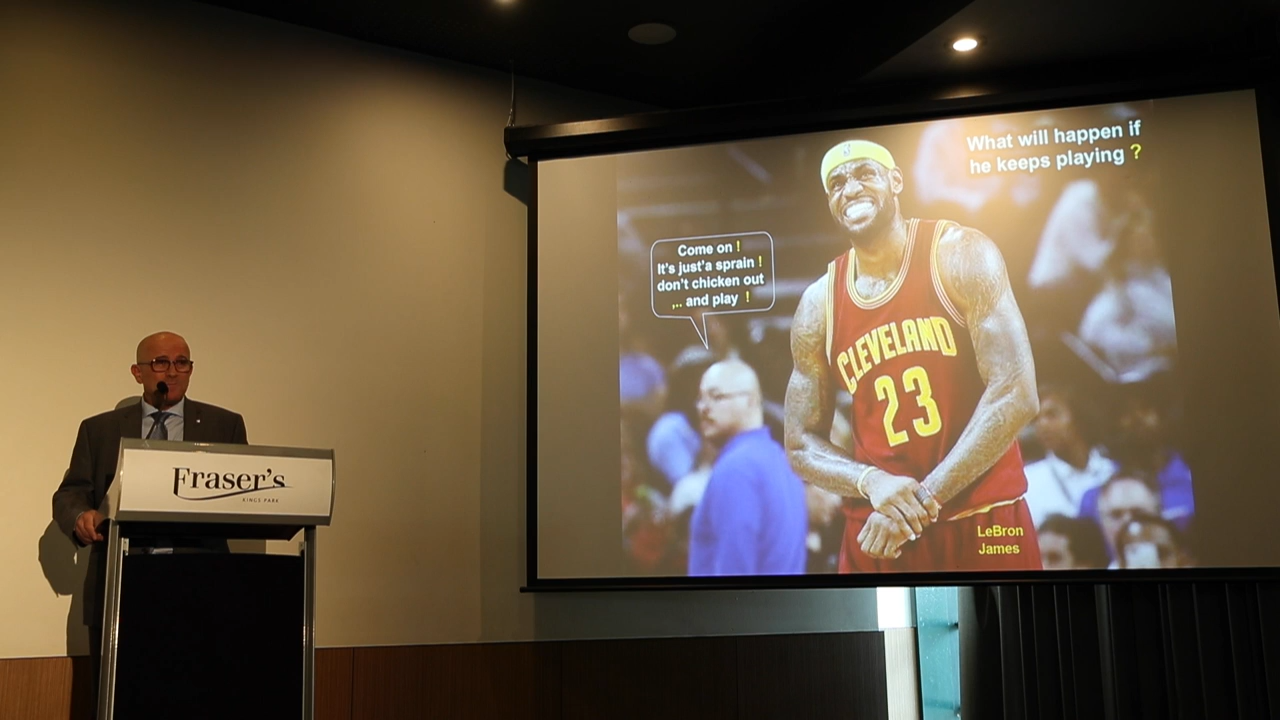 What will happen if
he keeps playing ?
Come on !
It's just'a sprain !
don't chicken out
,.. and play !
CLEVELAND
23
LeBron
James
Fraser's
KINGS PARK